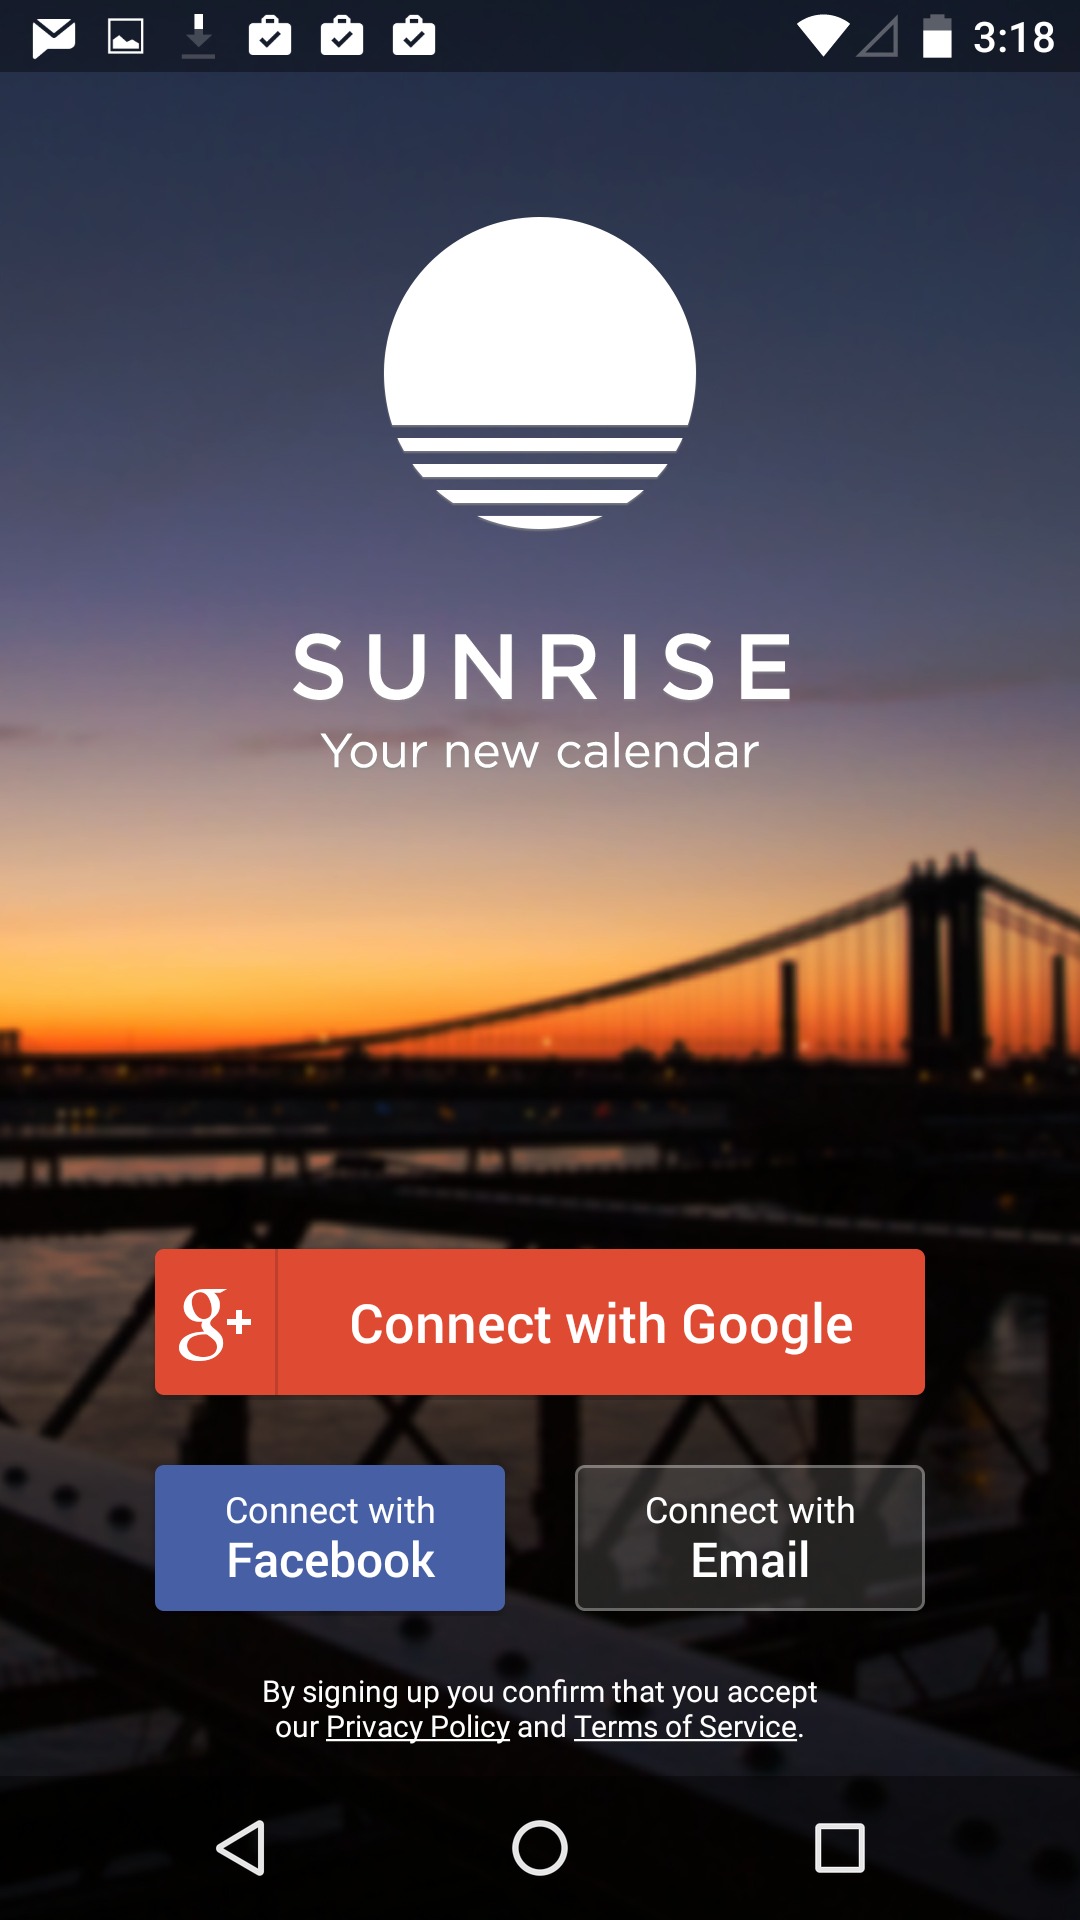 3:18
SUNRISE
Your new calendar
g+
Connect with Google
Connect with
Facebook
Connect with
Email
By signing up you confirm that you accept
our Privacy Policy and Terms of Service.